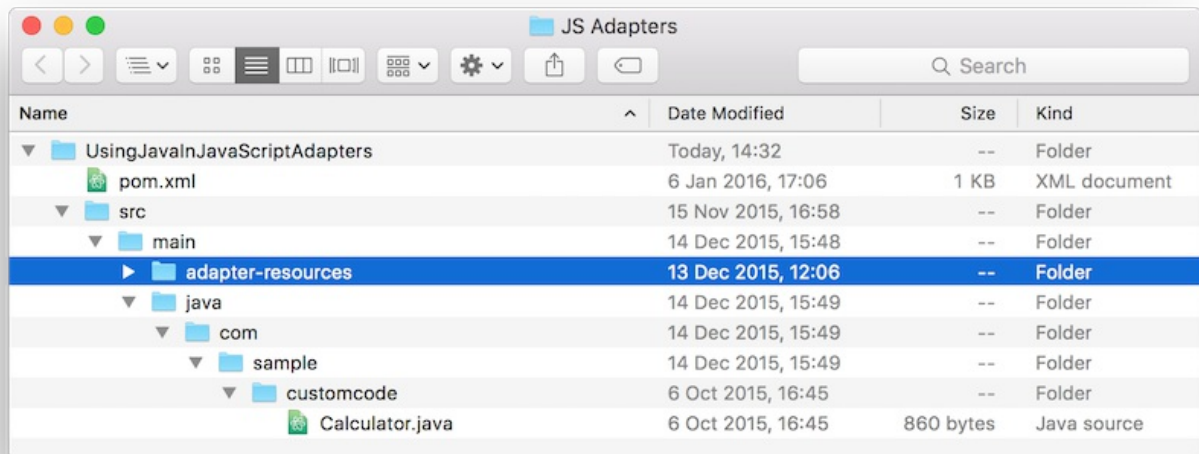 JS Adapters
Search
Name Date Modified Size Kind
UsingJavaInJavaScriptAdapters Today, 14:32 -- Folder
pom.xml 6 Jan 2016, 17:06 1 KB XML document
src 15 Nov 2015, 16:58 -- Folder
main 14 Dec 2015, 15:48 -- Folder
adapter-resources 13 Dec 2015, 12:06 -- Folder
java 14 Dec 2015, 15:49 -- Folder
com 14 Dec 2015, 15:49 -- Folder
sample 14 Dec 2015, 15:49 -- Folder
customcode 6 Oct 2015, 16:45 -- Folder
Calculator.java 6 Oct 2015, 16:45 860 bytes Java source